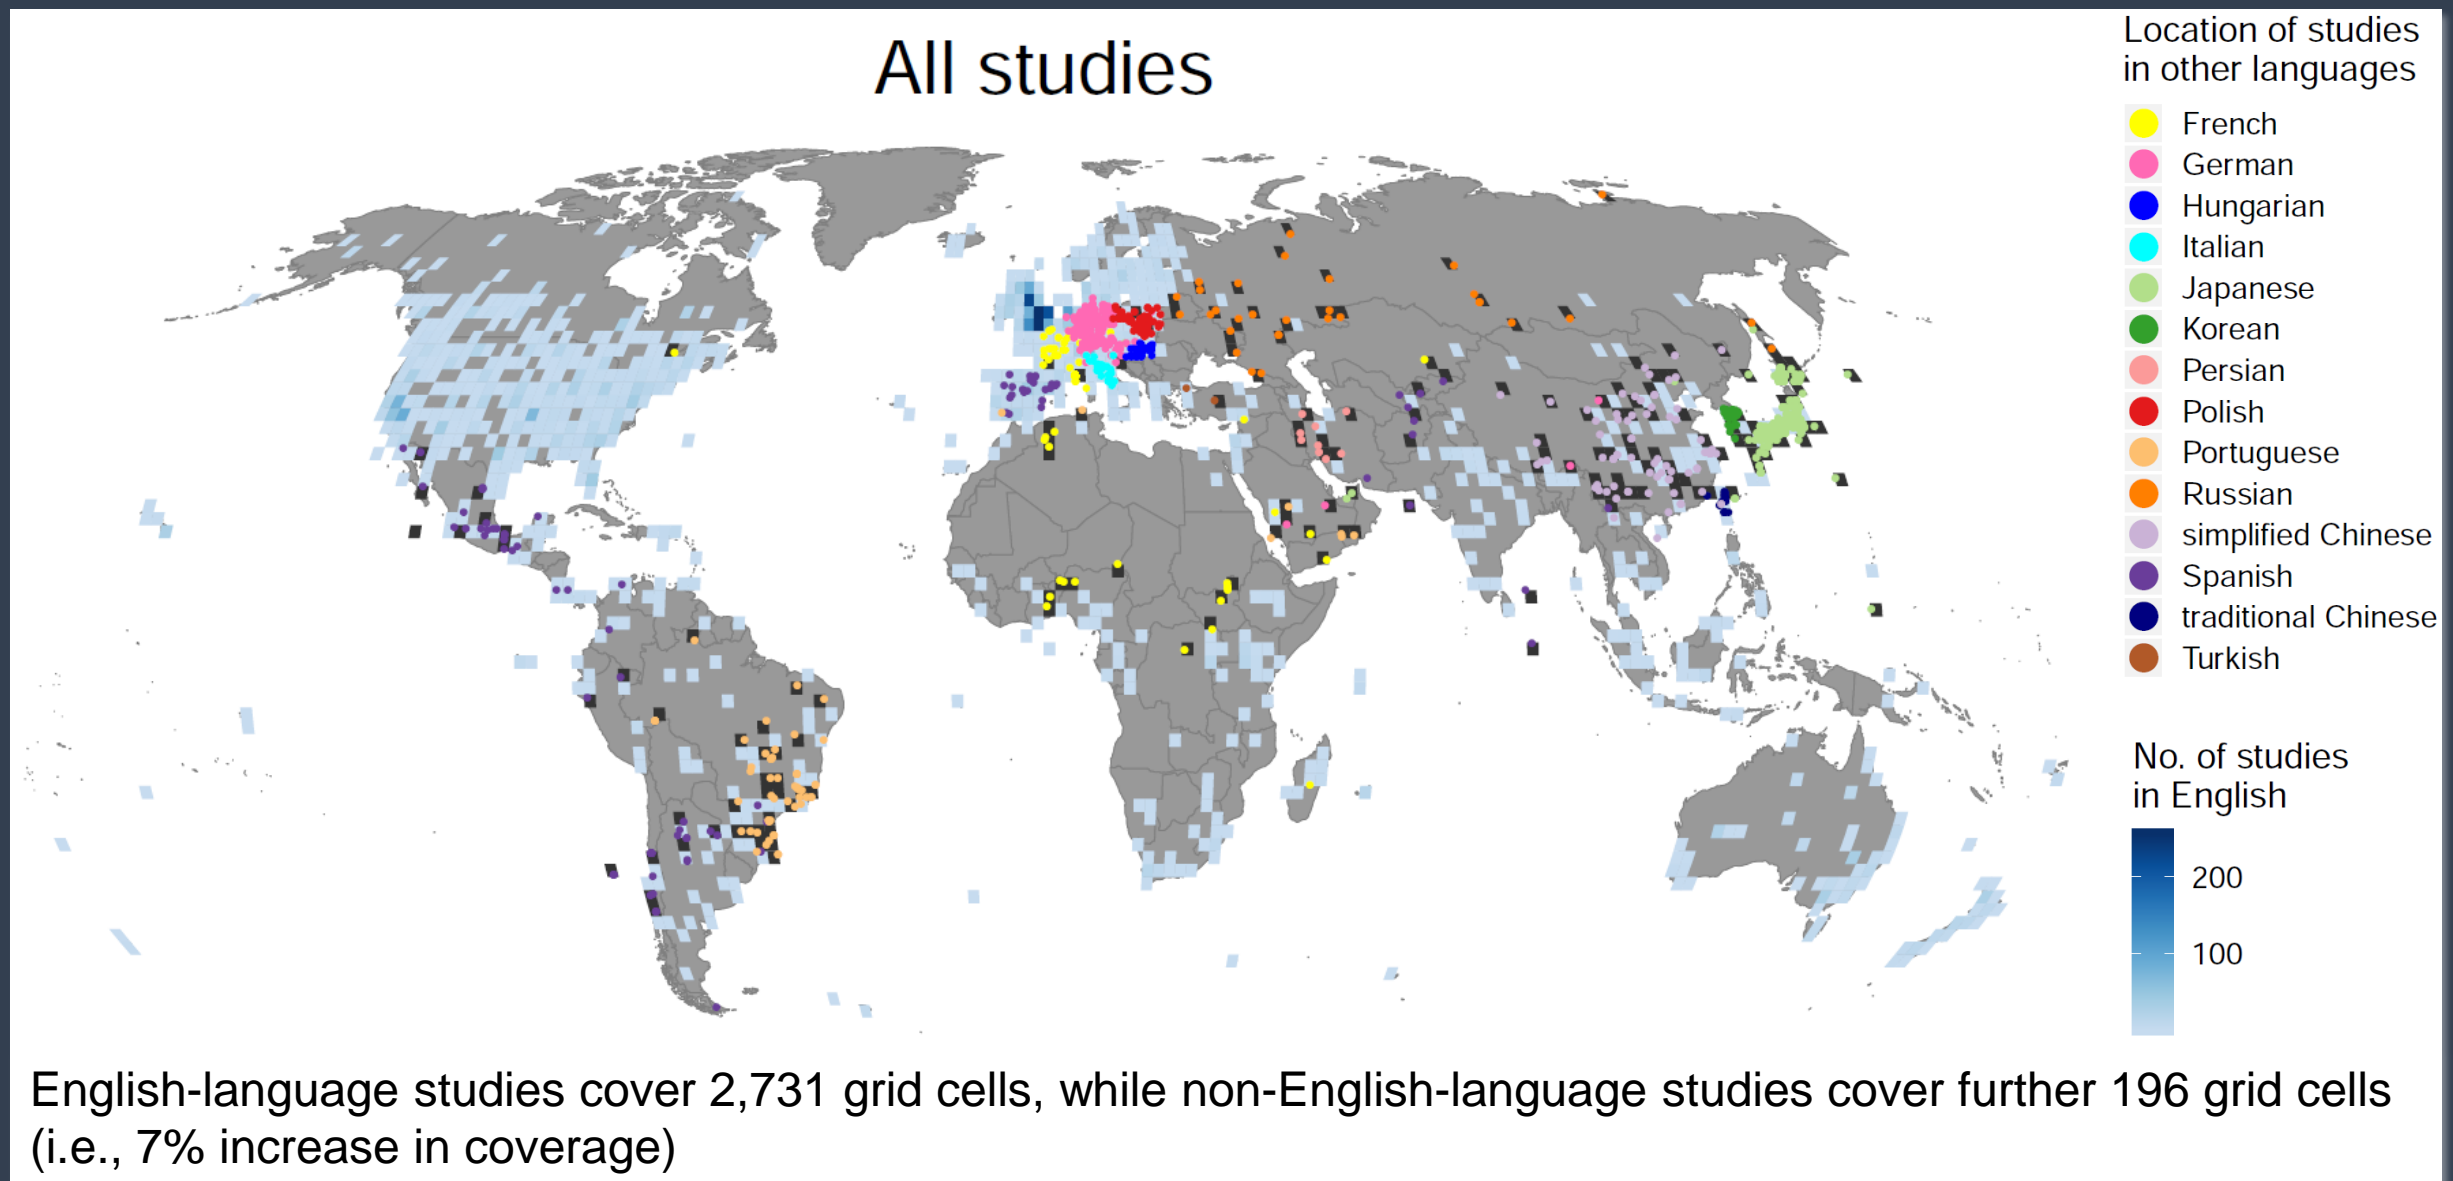 All studies
Location of studies
in other languages
French
German
Hungarian
Italian
Japanese
Korean
Persian
Polish
Portuguese
Russian
simplified Chinese
Spanish
traditional Chinese
Turkish
No. of studies
in English
200
100
English-language studies cover 2,731 grid cells, while non-English-language studies cover further 196 grid cells
(i.e., 7% increase in coverage)